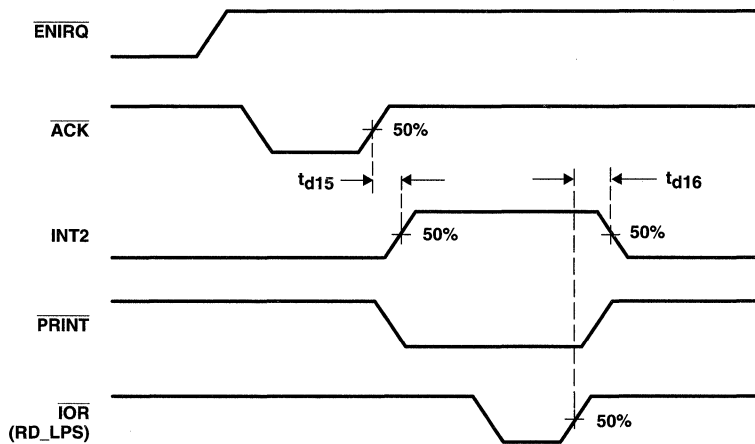 ENIRQ
ACK
50%
td15
td16
INT2
50%
50%
PRINT
IOR
(RD_LPS)
50%